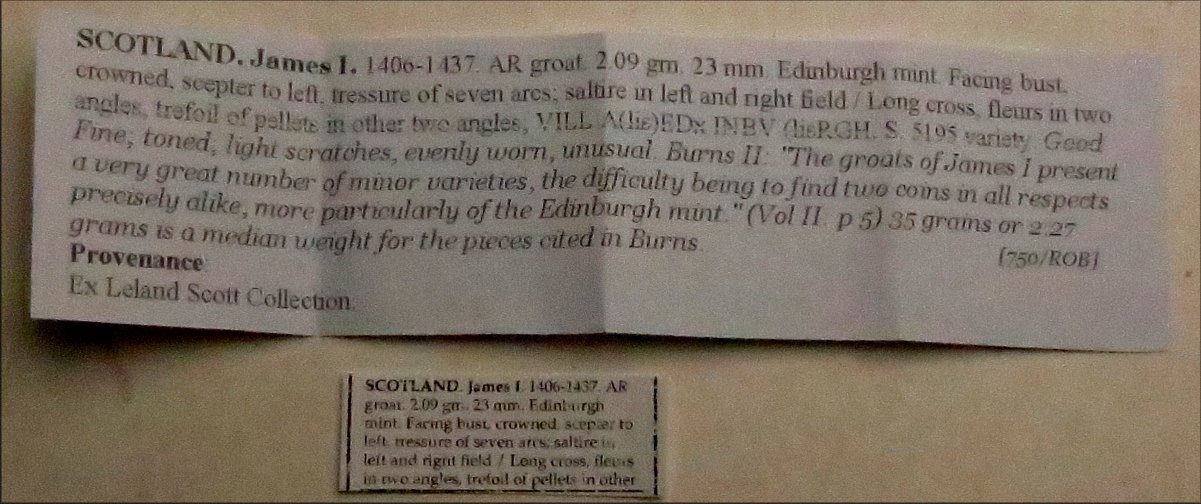 SCOTLAND. James I. 1406-1437. AR groat. 2.09 gm. 23 mm. Edinburgh mint. Facing bust,
crowned, scepter to left, tressure of seven arcs; saltire in left and right field / Long cross, fleurs in two
angles, trefoil of pellets in other two angles, VILL A(lis)EDx INBV (lisRGH. S. 5195 variety. Good
Fine; toned, light scratches, evenly worn, unusual. Burns II: "The groats of James I present
a very great number of minor varieties, the difficulty being to find two coins in all respects
precisely alike, more particularly of the Edinburgh mint." (Vol II. p 5) 35 grams or 2.27
grams is a median weight for the pieces cited in Burns.
[750/ROB]
Provenance
Ex Leland Scott Collection.
SCOTLAND. James I. 1406-1437. AR
groat. 2.09 gm. 23 mm. Edinburgh
mint. Facing bust, crowned, scepter to
left, tressure of seven arcs; saltire in
left and right field / Long cross, fleurs
in two angles, trefoil of pellets in other